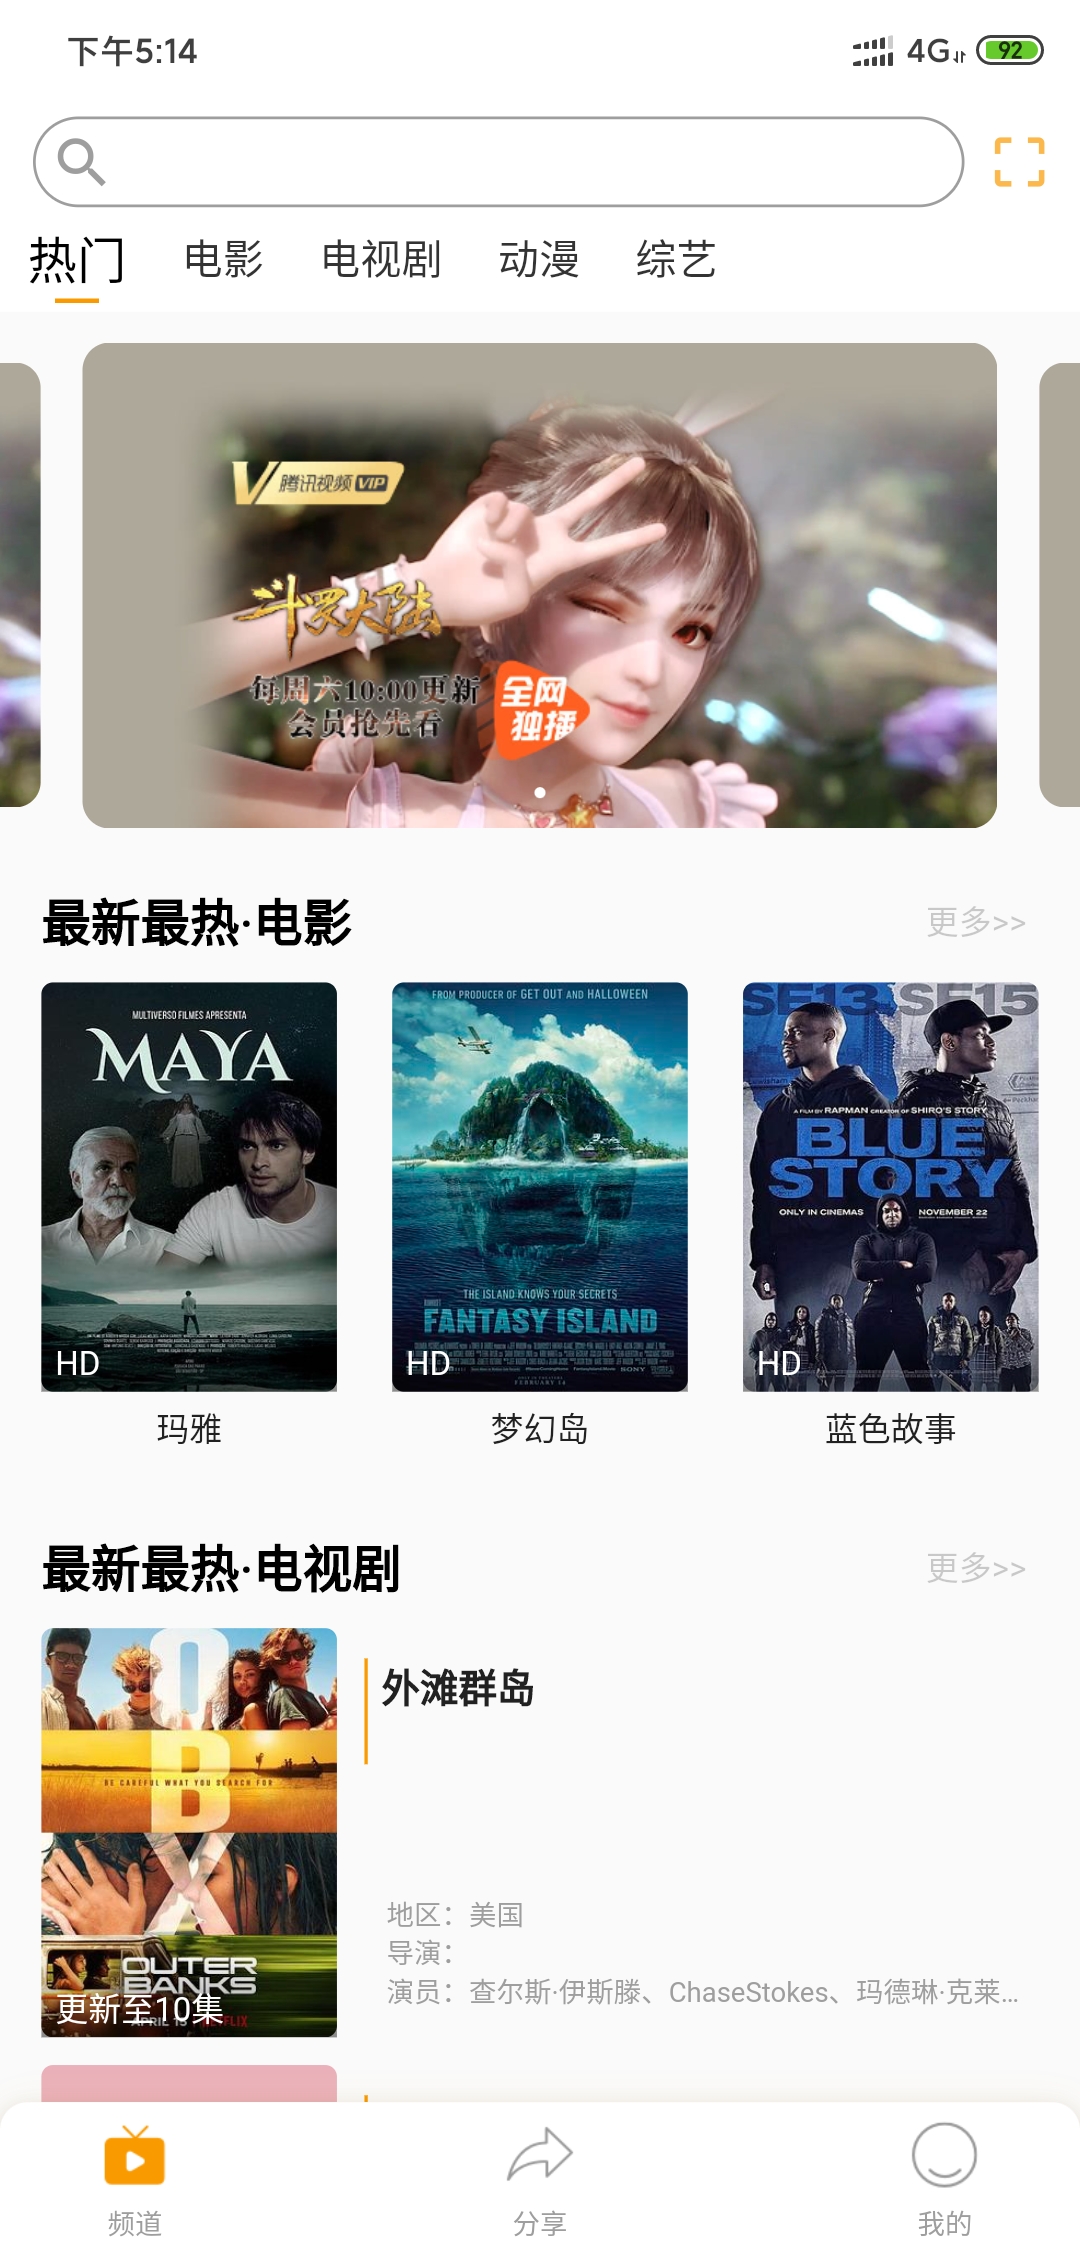 下午5:14
4G
92
热门 电影 电视剧 动漫 综艺
腾讯视频 VIP
斗罗大陆
每周六10:00更新
会员抢先看
全网
独播
最新最热·电影
更多>>
MULTIVERSO FILMES APRESENTA
MAYA
HD
玛雅
FROM PRODUCER OF GET OUT AND HALLOWEEN
THE ISLAND KNOWS YOUR SECRETS
FANTASY ISLAND
SONY
FEBRUARY 14
HD
梦幻岛
SE13 SE15
A FILM BY RAPMAN CREATOR OF SHIRO'S STORY
BLUE
STORY
ONLY IN CINEMAS NOVEMBER 22
HD
蓝色故事
最新最热·电视剧
更多>>
O
B
BE CAREFUL WHAT YOU SEARCH FOR
X
OUTER
BANKS
APRIL 15 NETFLIX
更新至10集
外滩群岛
地区：美国
导演：
演员：查尔斯·伊斯滕、ChaseStokes、玛德琳·克莱...
频道
分享
我的